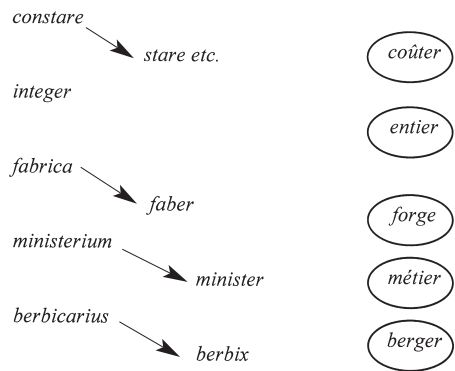 constare
stare etc.
coûter
integer
entier
fabrica
faber
forge
ministerium
minister
métier
berbicarius
berbix
berger